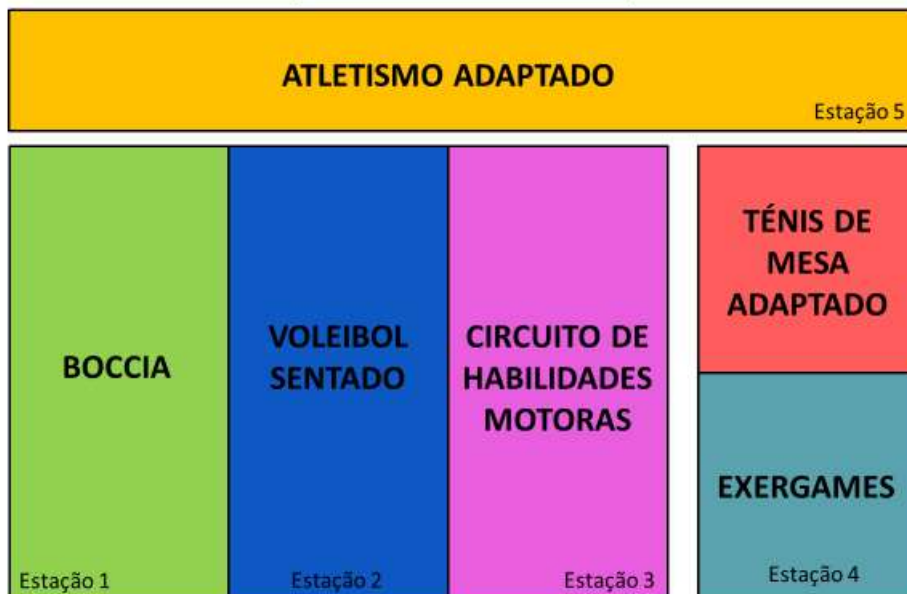 ATLETISMO ADAPTADO
Estação 5
BOCCIA
Estação 1
VOLEIBOL
SENTADO
Estação 2
CIRCUITO DE
HABILIDADES
MOTORAS
Estação 3
TÉNIS DE
MESA
ADAPTADO
EXERGAMES
Estação 4